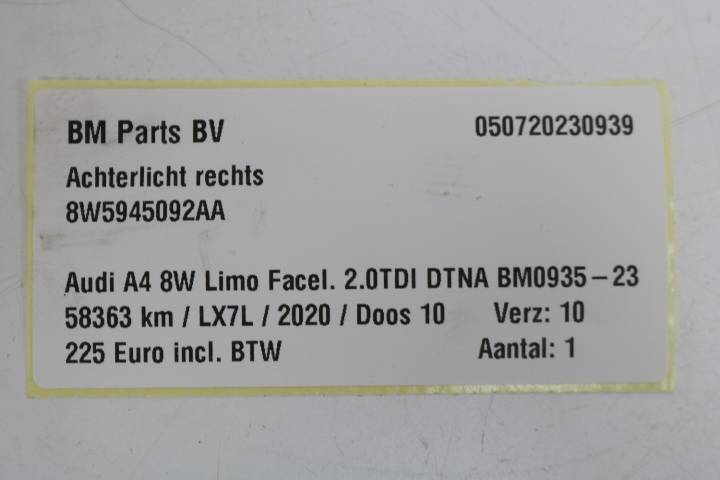 BM Parts BV 050720230939
Achterlicht rechts
8W5945092AA
Audi A4 8W Limo Facel. 2.0TDI DTNA BM0935-23
58363 km / LX7L / 2020 / Doos 10 Verz: 10
225 Euro incl. BTW Aantal: 1